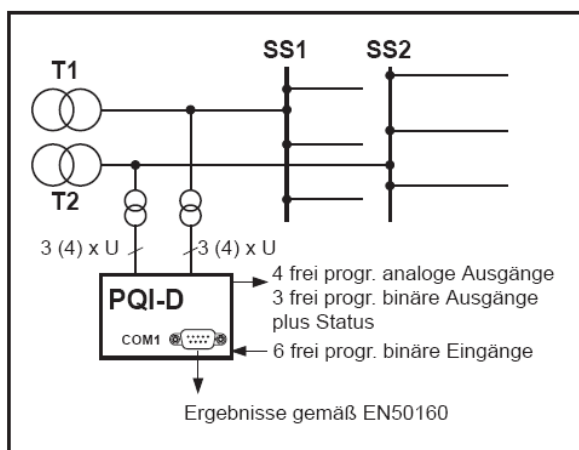 SS1 SS2
T1
T2
3 (4) x U
3 (4) x U
4 frei progr. analoge Ausgänge
3 frei progr. binäre Ausgänge
plus Status
PQI-D
COM1
6 frei progr. binäre Eingänge
Ergebnisse gemäß EN50160